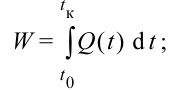 W = ∫_{t_0}^{t_к} Q(t) dt;